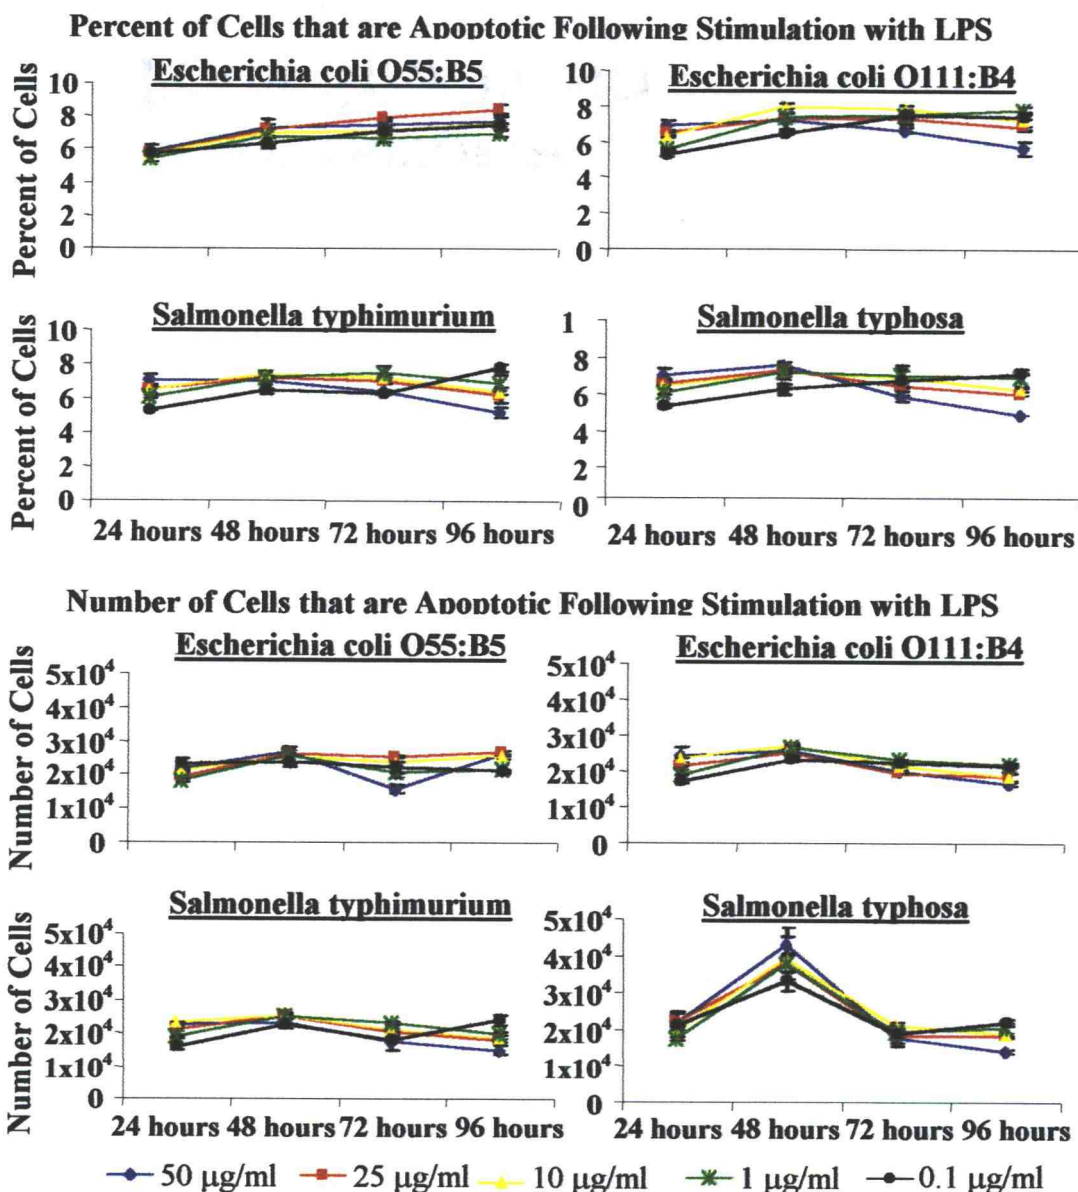 Percent of Cells that are Apoptotic Following Stimulation with LPS
Escherichia coli O55:B5
Escherichia coli O111:B4
Percent of Cells
10
8
6
4
2
0
10
8
6
4
2
0
Salmonella typhimurium
Salmonella typhosa
Percent of Cells
10
8
6
4
2
0
1
8
6
4
2
0
24 hours 48 hours 72 hours 96 hours
24 hours 48 hours 72 hours 96 hours
Number of Cells that are Apoptotic Following Stimulation with LPS
Escherichia coli O55:B5
Escherichia coli O111:B4
Number of Cells
5x10⁴
4x10⁴
3x10⁴
2x10⁴
1x10⁴
0
5x10⁴
4x10⁴
3x10⁴
2x10⁴
1x10⁴
0
Salmonella typhimurium
Salmonella typhosa
Number of Cells
5x10⁴
4x10⁴
3x10⁴
2x10⁴
1x10⁴
0
5x10⁴
4x10⁴
3x10⁴
2x10⁴
1x10⁴
0
24 hours 48 hours 72 hours 96 hours
24 hours 48 hours 72 hours 96 hours
50 µg/ml 25 µg/ml 10 µg/ml 1 µg/ml 0.1 µg/ml